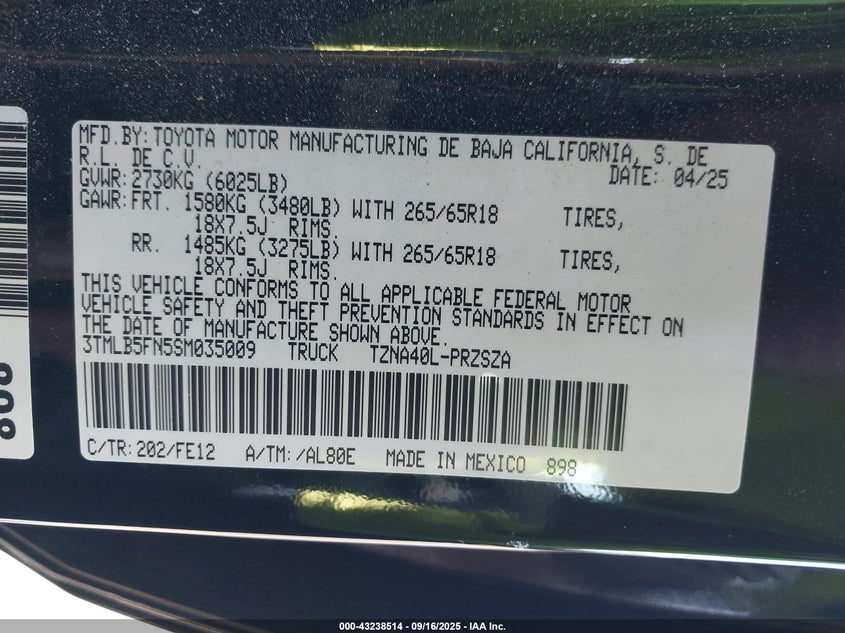 MFD.BY: TOYOTA MOTOR MANUFACTURING DE BAJA CALIFORNIA, S. DE
R.L. DE C.V.
DATE: 04/25
GVWR: 2730KG (6025LB)
GAWR: FRT. 1580KG (3480LB) WITH 265/65R18 TIRES,
18X7.5J RIMS.
RR. 1485KG (3275LB) WITH 265/65R18 TIRES,
18X7.5J RIMS.
THIS VEHICLE CONFORMS TO ALL APPLICABLE FEDERAL MOTOR
VEHICLE SAFETY AND THEFT PREVENTION STANDARDS IN EFFECT ON
THE DATE OF MANUFACTURE SHOWN ABOVE.
3TMLB5FN5SM035009 TRUCK TZNA40L-PRZSZA
C/TR: 202/FE12 A/TM: /AL80E MADE IN MEXICO 898
000-43238514 - 09/16/2025 - IAA Inc.